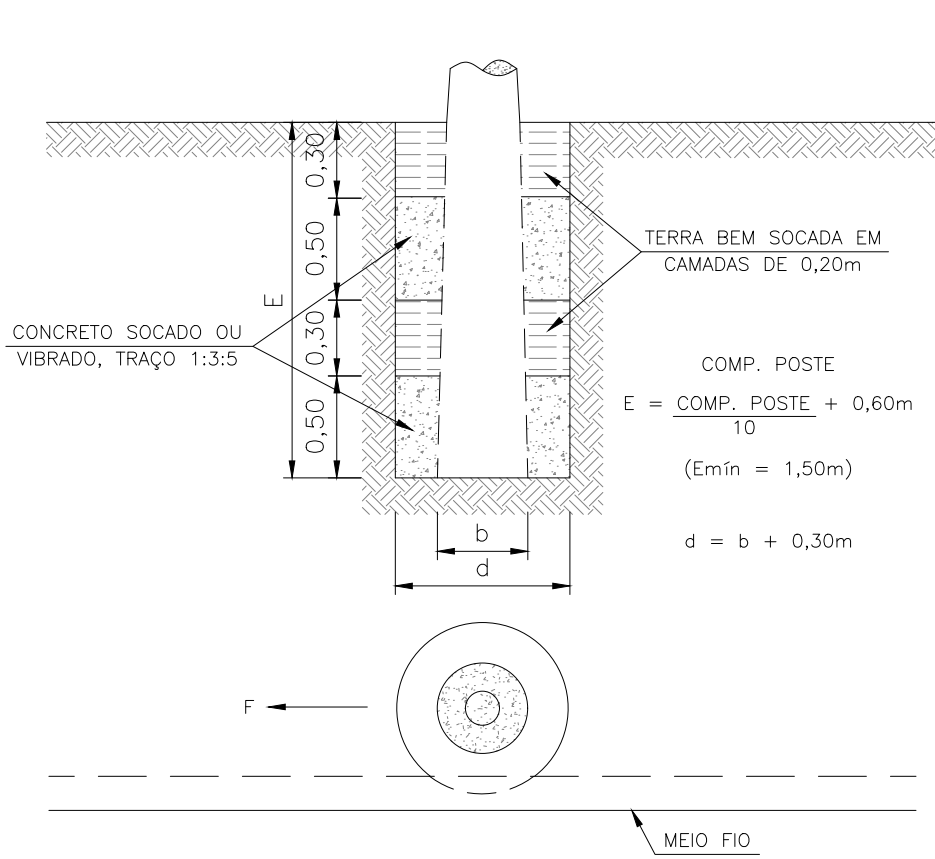 0,30
0,50
E
0,30
0,50
CONCRETO SOCADO OU
VIBRADO, TRAÇO 1:3:5
TERRA BEM SOCADA EM
CAMADAS DE 0,20m
COMP. POSTE
E = COMP. POSTE + 0,60m
10
(Emín = 1,50m)
d = b + 0,30m
b
d
F
MEIO FIO